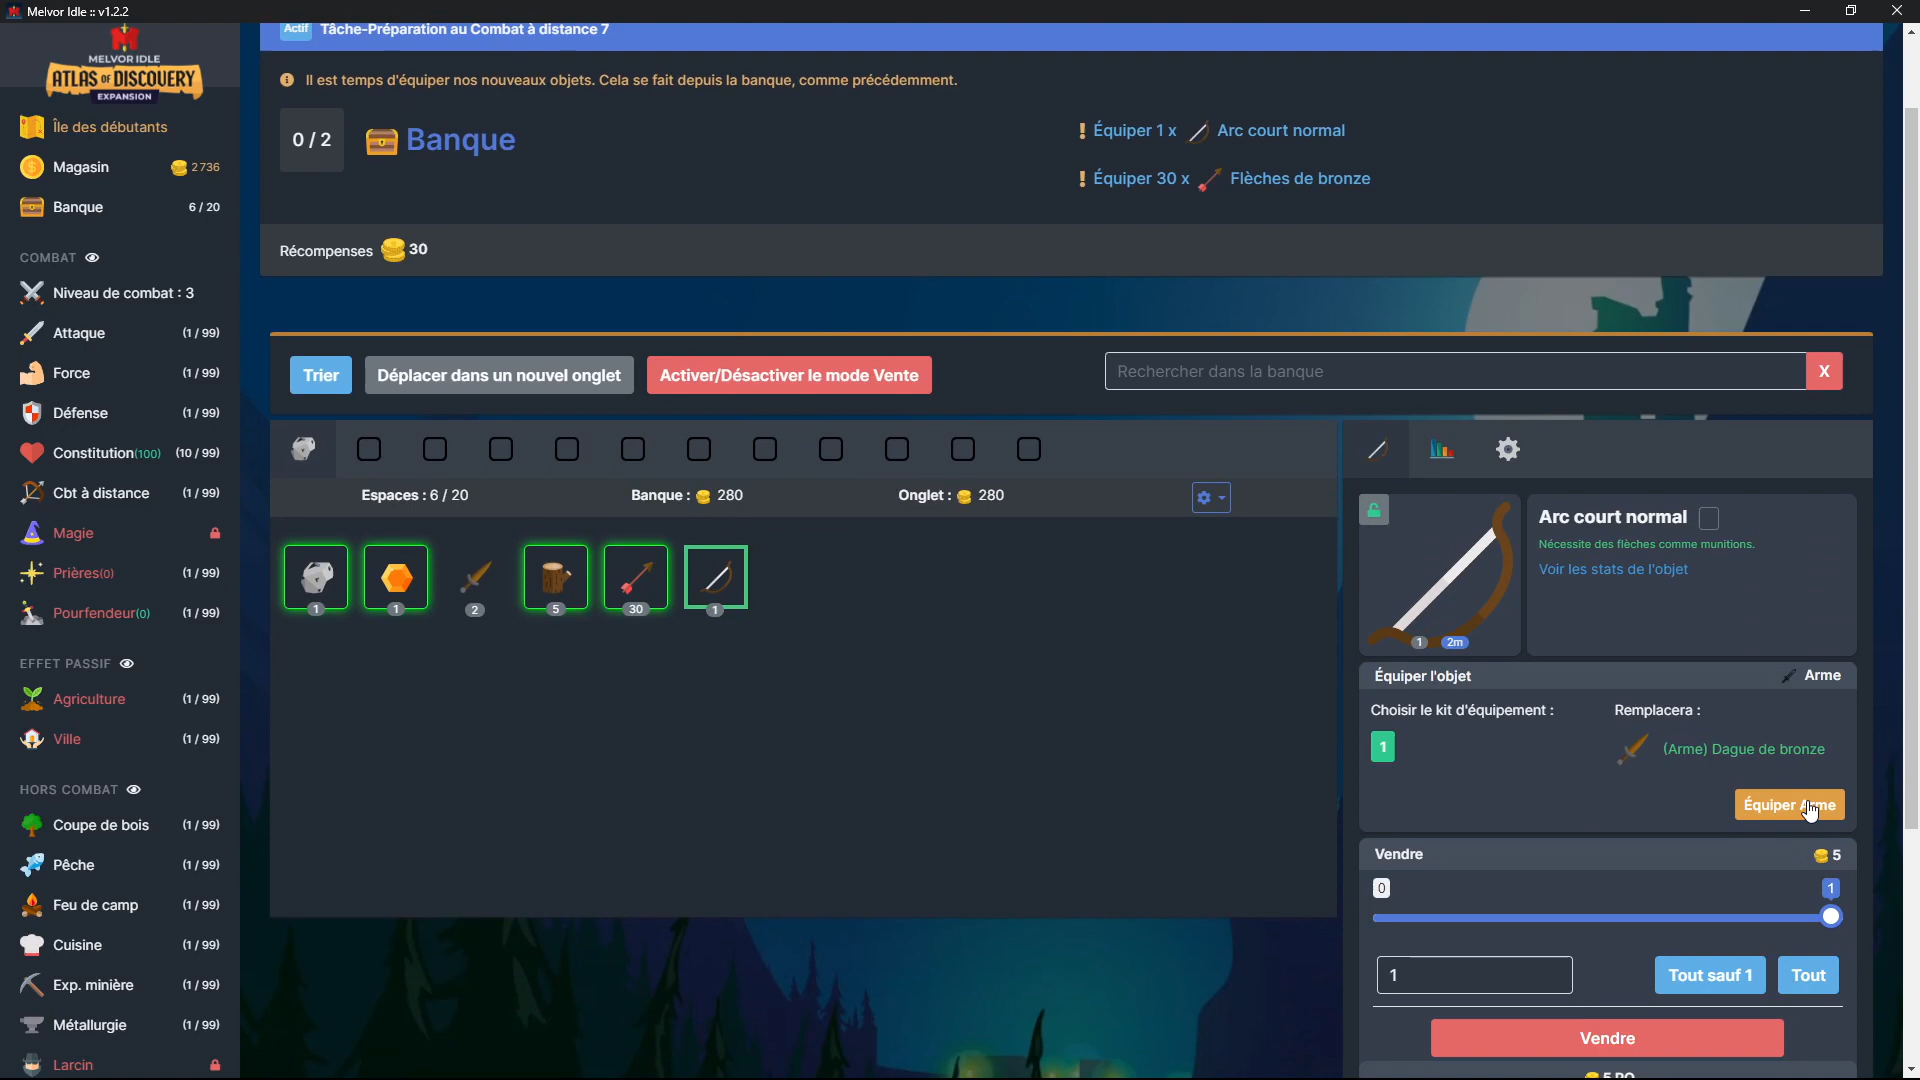 Melvor Idle :: v1.2.2
MELVOR IDLE
ATLAS OF DISCOVERY
EXPANSION
Île des débutants
Magasin 2 736
Banque 6 / 20
COMBAT
Niveau de combat : 3
Attaque (1 / 99)
Force (1 / 99)
Défense (1 / 99)
Constitution(100) (10 / 99)
Cbt à distance (1 / 99)
Magie
Prières(0) (1 / 99)
Pourfendeur(0) (1 / 99)
EFFET PASSIF
Agriculture (1 / 99)
Ville (1 / 99)
HORS COMBAT
Coupe de bois (1 / 99)
Pêche (1 / 99)
Feu de camp (1 / 99)
Cuisine (1 / 99)
Exp. minière (1 / 99)
Métallurgie (1 / 99)
Larcin
Actif Tâche-Préparation au Combat à distance 7
Il est temps d'équiper nos nouveaux objets. Cela se fait depuis la banque, comme précédemment.
0 / 2 Banque
! Équiper 1 x Arc court normal
! Équiper 30 x Flèches de bronze
Récompenses 30
Trier Déplacer dans un nouvel onglet Activer/Désactiver le mode Vente
Rechercher dans la banque X
Espaces : 6 / 20 Banque : 280 Onglet : 280
1 1 2 5 30 1
Arc court normal
Nécessite des flèches comme munitions.
Voir les stats de l'objet
1 2m
Équiper l'objet Arme
Choisir le kit d'équipement : Remplacera :
1 (Arme) Dague de bronze
Équiper Arme
Vendre 5
0 1
1 Tout sauf 1 Tout
Vendre
5 PO